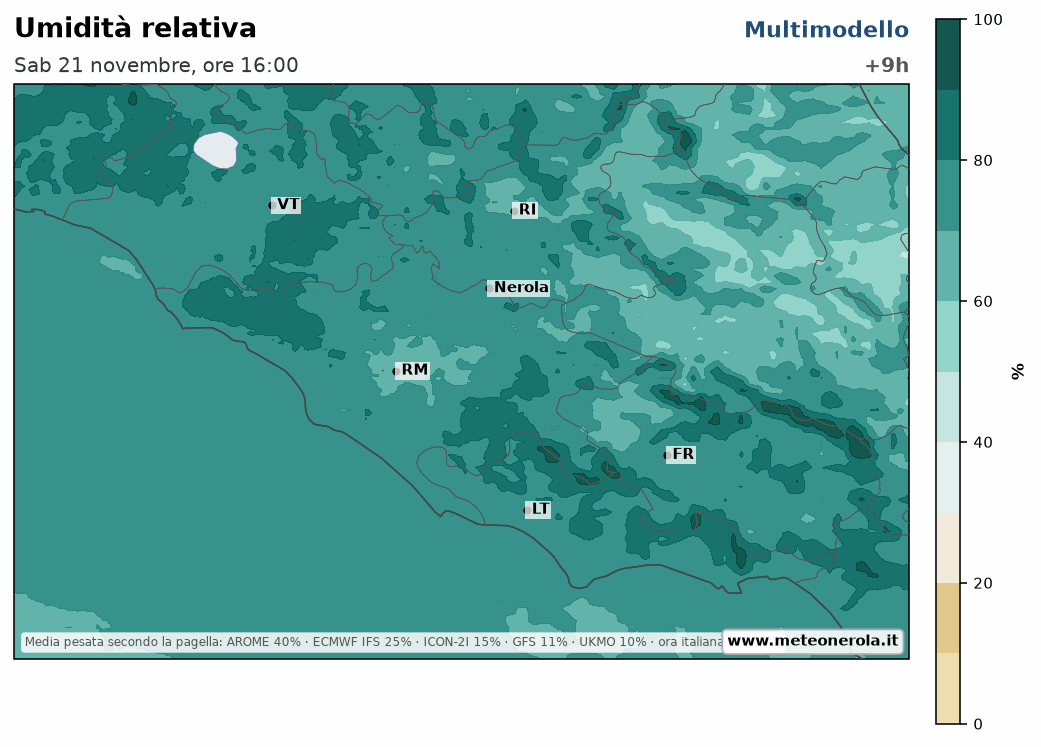 Umidità relativa
Multimodello
Sab 21 novembre, ore 16:00
+9h
100
80
60
40
20
0
%
VT
RI
Nerola
RM
FR
LT
Media pesata secondo la pagella: AROME 40% · ECMWF IFS 25% · ICON-2I 15% · GFS 11% · UKMO 10% · ora italiana
www.meteonerola.it